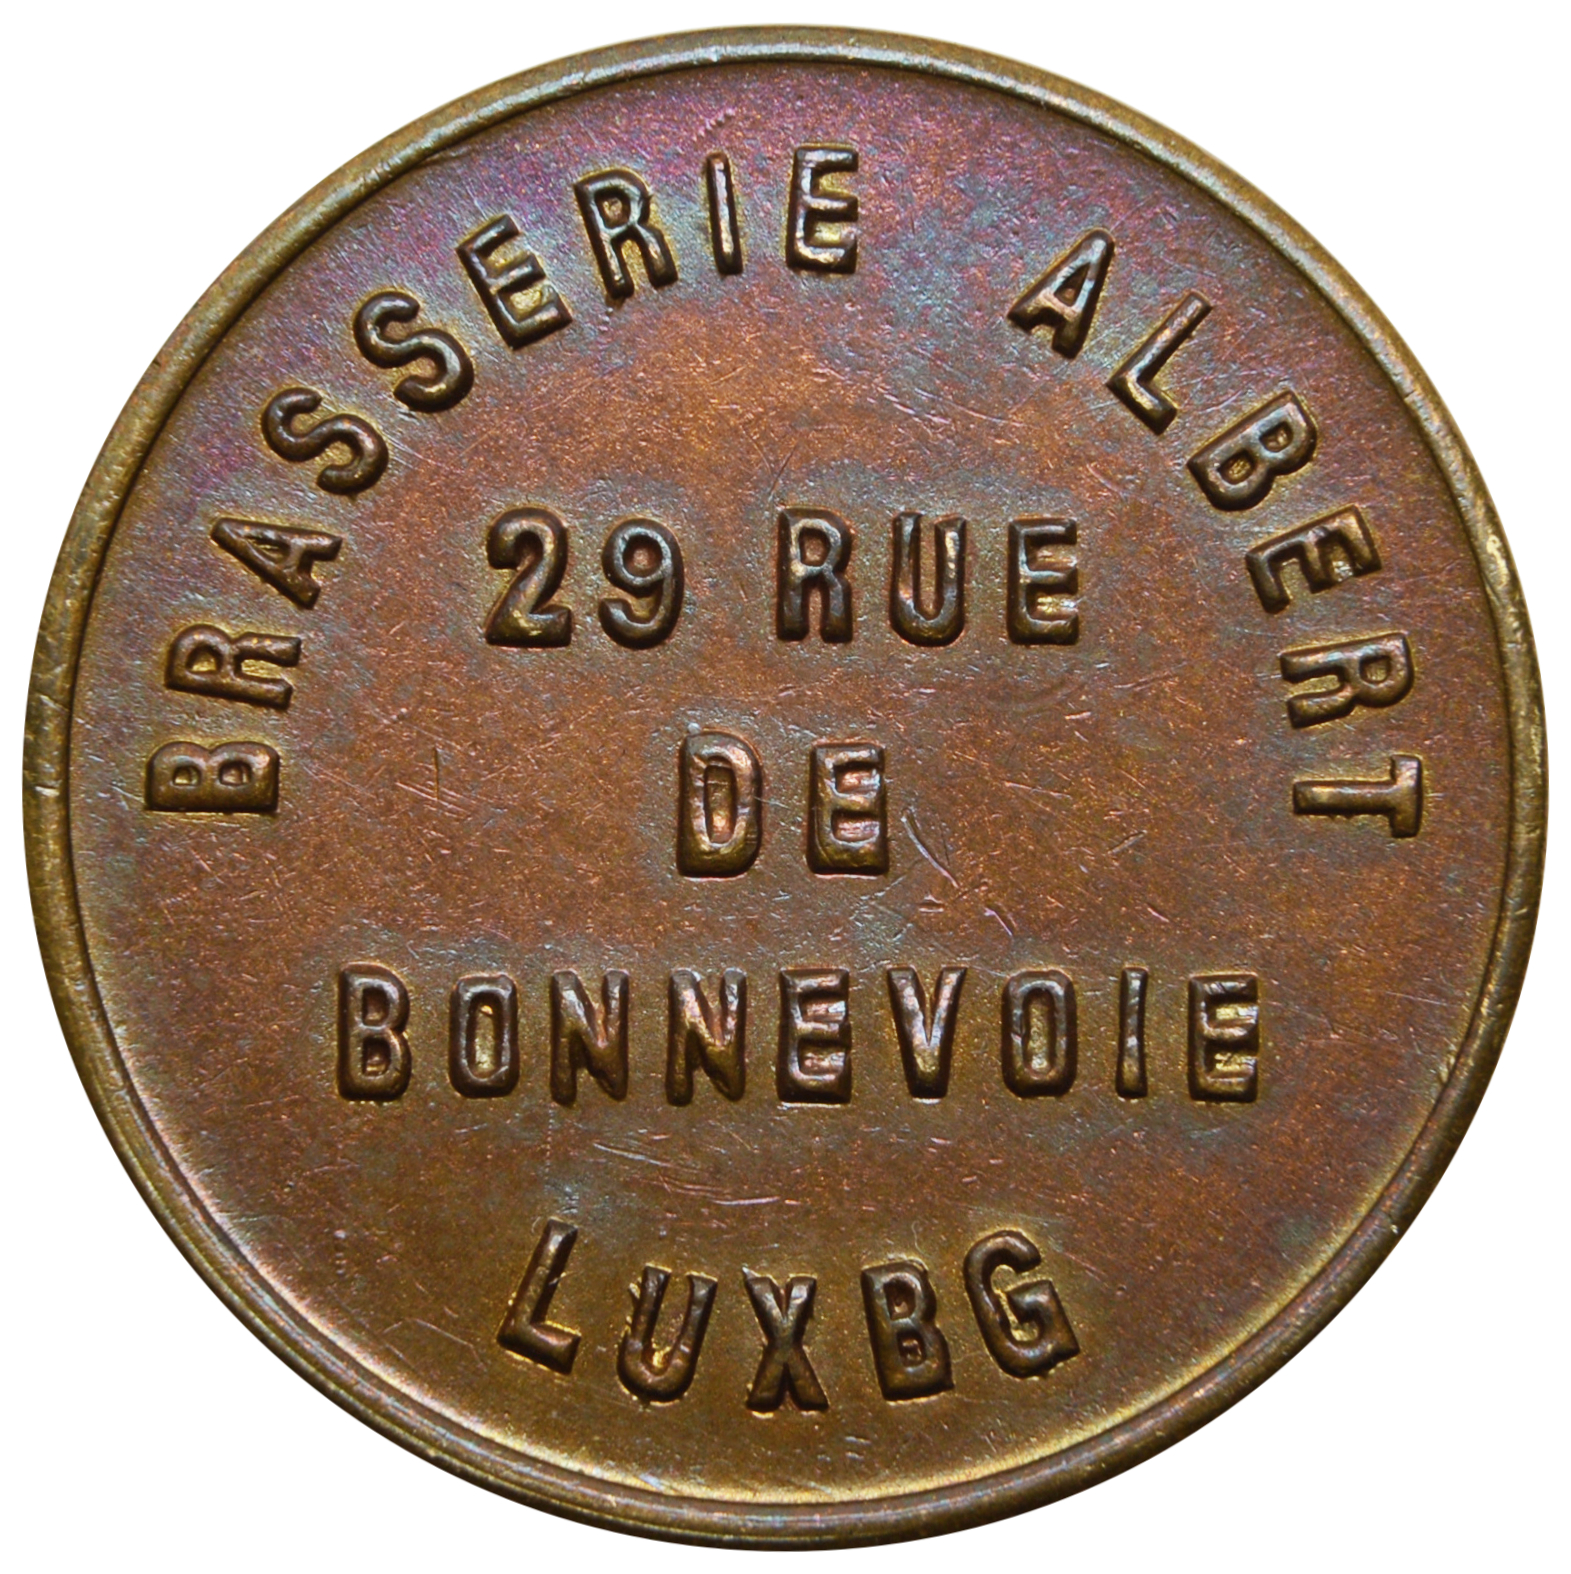 BRASSERIE ALBERT
29 RUE
DE
BONNEVOIE
LUXBG